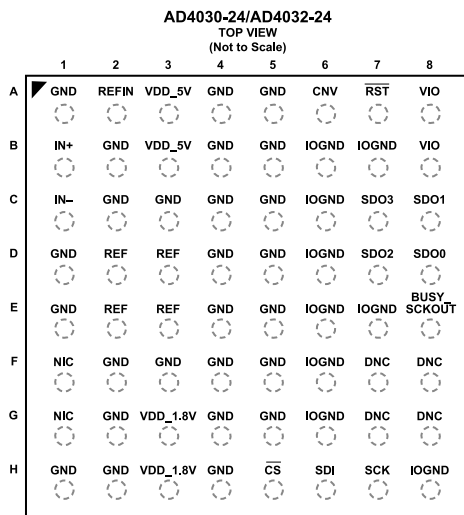 AD4030-24/AD4032-24
TOP VIEW
(Not to Scale)
1 2 3 4 5 6 7 8
A GND REFIN VDD_5V GND GND CNV RST VIO
B IN+ GND VDD_5V GND GND IOGND IOGND VIO
C IN– GND GND GND GND IOGND SDO3 SDO1
D GND REF REF GND GND IOGND SDO2 SDO0
E GND REF REF GND GND IOGND IOGND BUSY_
SCKOUT
F NIC GND GND GND GND IOGND DNC DNC
G NIC GND VDD_1.8V GND GND IOGND DNC DNC
H GND GND VDD_1.8V GND CS SDI SCK IOGND